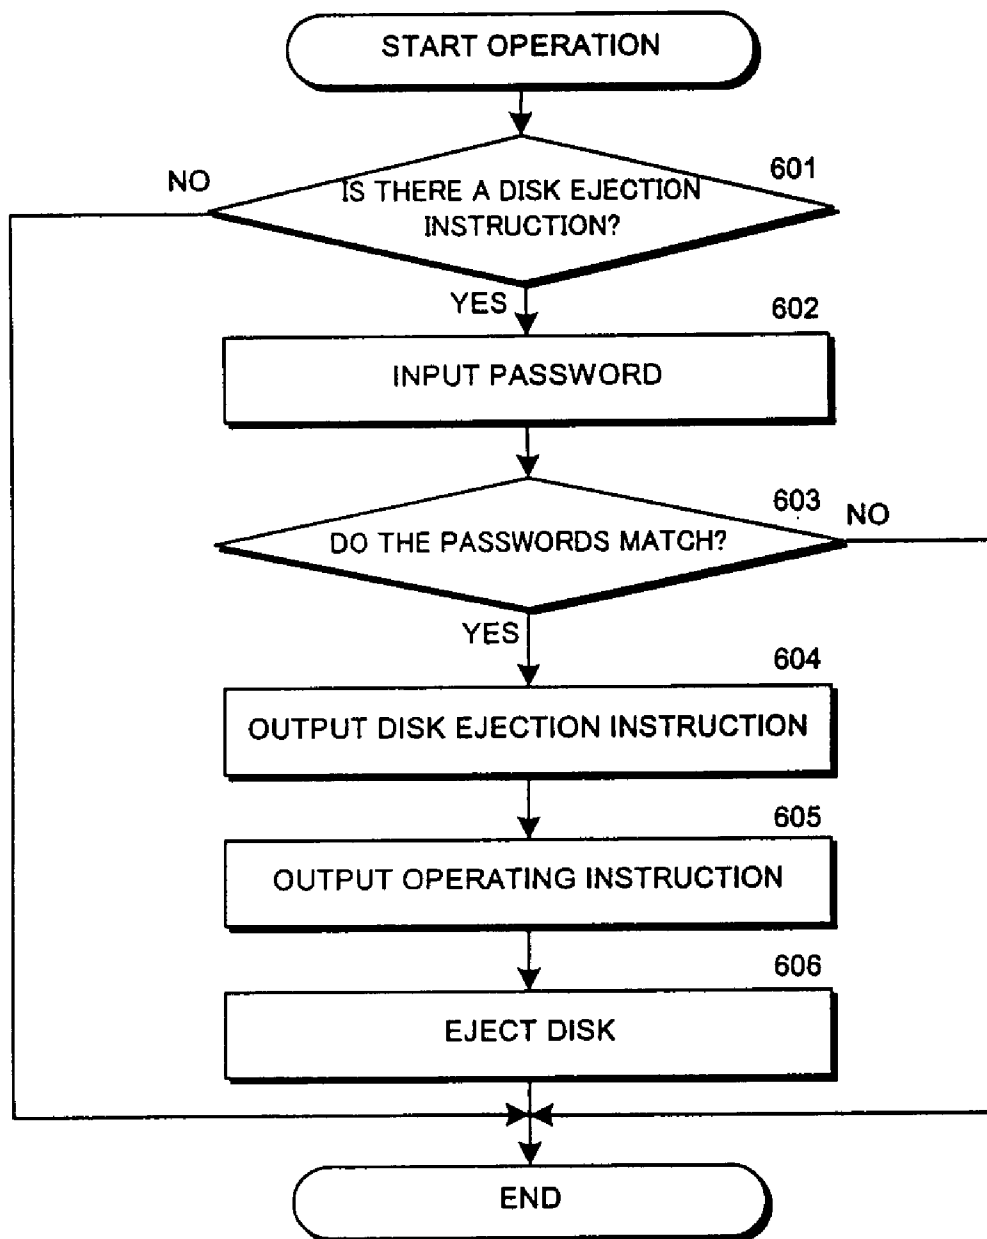 START OPERATION
601
NO
IS THERE A DISK EJECTION
INSTRUCTION?
YES
602
INPUT PASSWORD
603
NO
DO THE PASSWORDS MATCH?
YES
604
OUTPUT DISK EJECTION INSTRUCTION
605
OUTPUT OPERATING INSTRUCTION
606
EJECT DISK
END